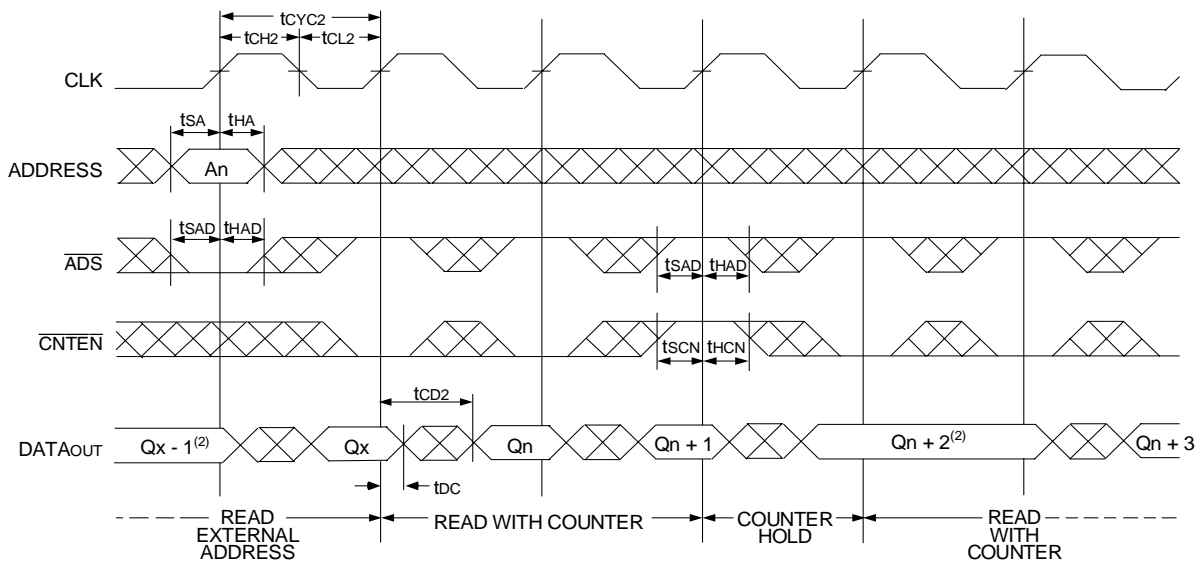 tCYC2
tCH2 tCL2
CLK
tSA tHA
ADDRESS An
tSAD tHAD
ADS
tSAD tHAD
CNTEN
tSCN tHCN
tCD2
DATAOUT Qx - 1(2) Qx Qn Qn + 1 Qn + 2(2) Qn + 3
tDC
READ EXTERNAL ADDRESS
READ WITH COUNTER
COUNTER HOLD
READ WITH COUNTER